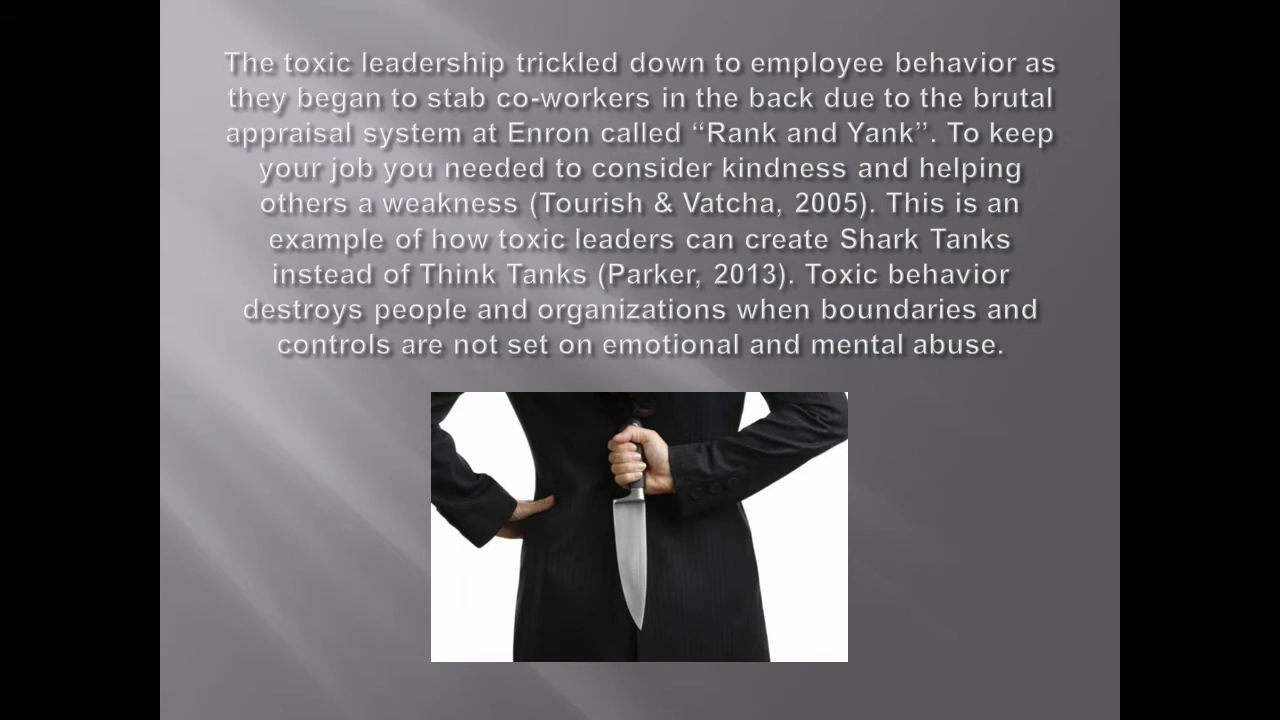 The toxic leadership trickled down to employee behavior as
they began to stab co-workers in the back due to the brutal
appraisal system at Enron called “Rank and Yank”. To keep
your job you needed to consider kindness and helping
others a weakness (Tourish & Vatcha, 2005). This is an
example of how toxic leaders can create Shark Tanks
instead of Think Tanks (Parker, 2013). Toxic behavior
destroys people and organizations when boundaries and
controls are not set on emotional and mental abuse.